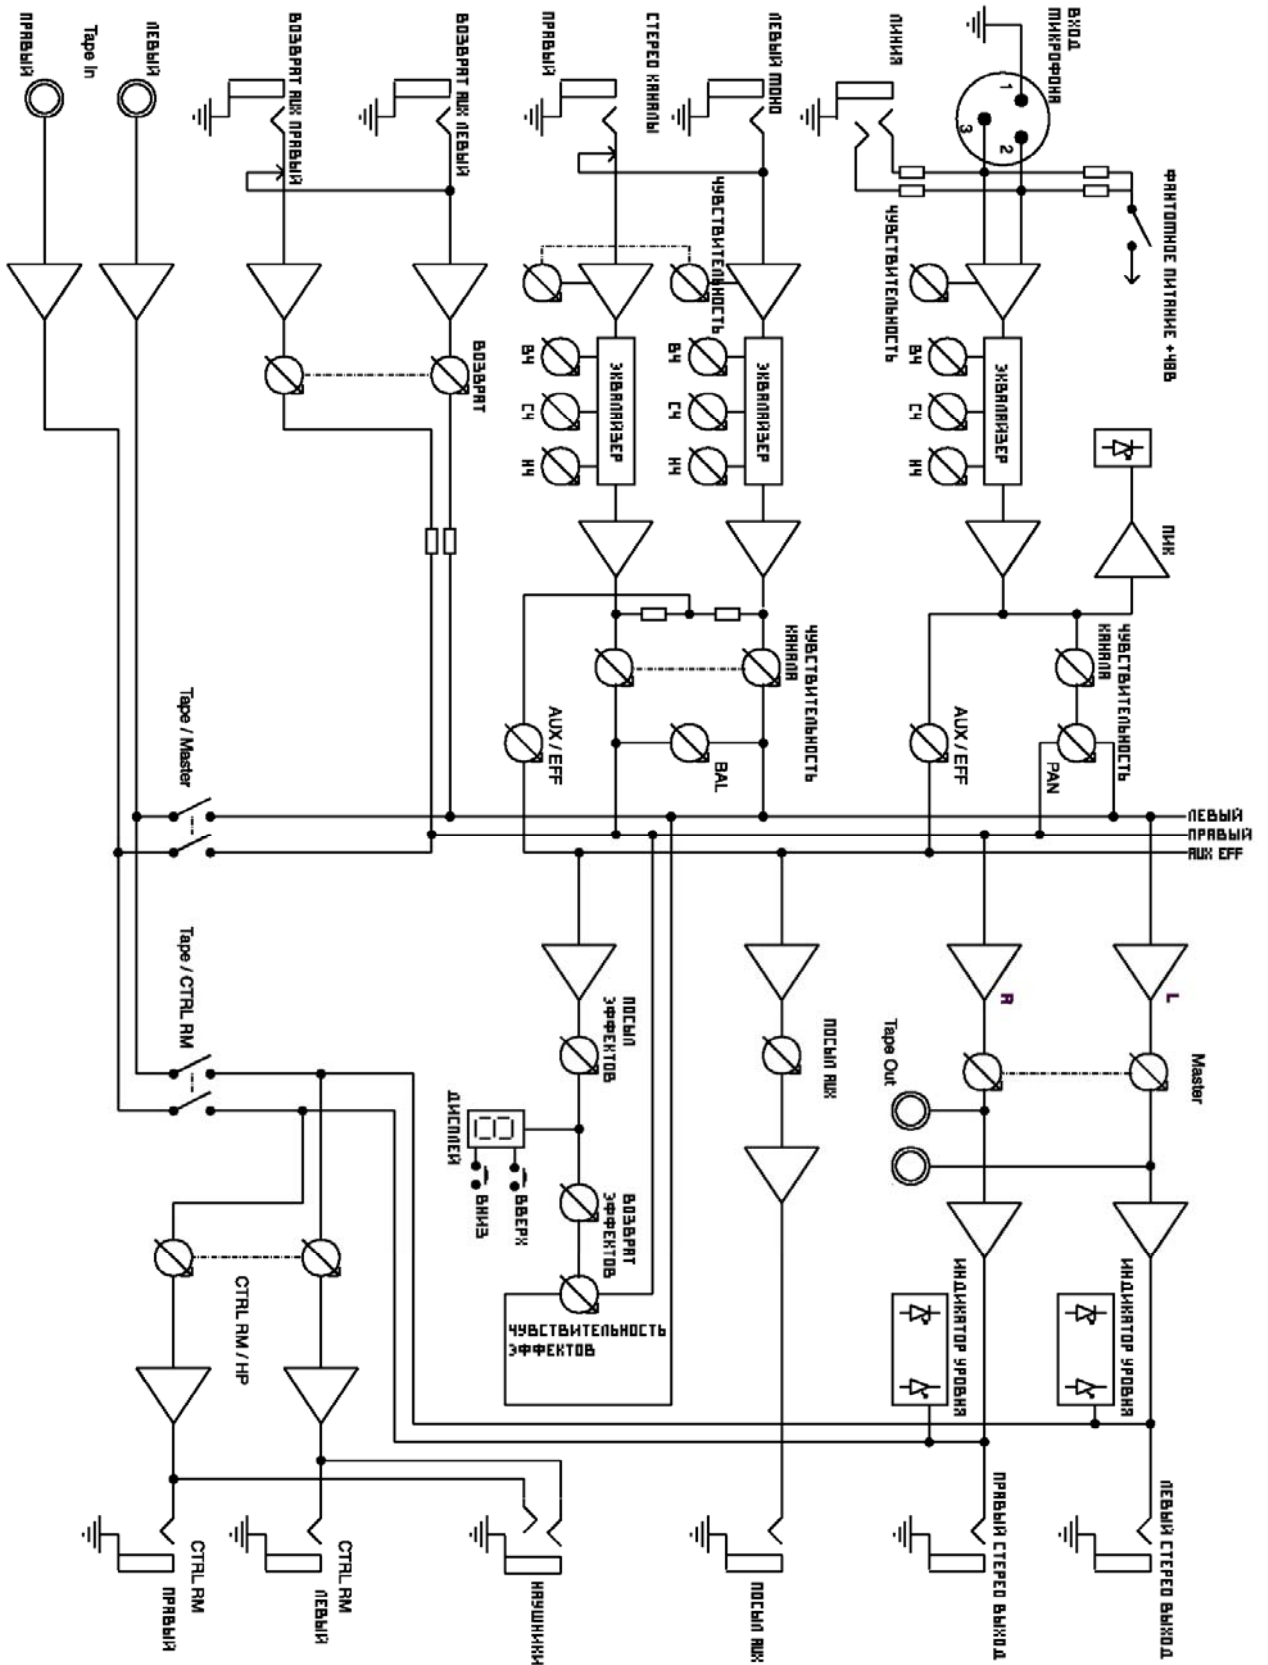 ВХОД
МИКРОФОНА
1
2
3
ФАНТОМНОЕ ПИТАНИЕ +48В
ЛИНИЯ
ЧУВСТВИТЕЛЬНОСТЬ
ВЧ
СЧ
НЧ
ЭКВАЛАЙЗЕР
ПИК
ЧУВСТВИТЕЛЬНОСТЬ
КАНАЛА
PAN
AUX / EFF
ЛЕВЫЙ МОНО
СТЕРЕО КАНАЛЫ
ПРАВЫЙ
ЧУВСТВИТЕЛЬНОСТЬ
ЭКВАЛАЙЗЕР
ВЧ
СЧ
НЧ
ЭКВАЛАЙЗЕР
ВЧ
СЧ
НЧ
ЧУВСТВИТЕЛЬНОСТЬ
КАНАЛА
BAL
AUX / EFF
ВОЗВРАТ AUX ЛЕВЫЙ
ВОЗВРАТ AUX ПРАВЫЙ
ВОЗВРАТ
ЛЕВЫЙ
Tape In
ПРАВЫЙ
Tape / Master
ЛЕВЫЙ
ПРАВЫЙ
AUX EFF
L
R
Master
Tape Out
ИНДИКАТОР УРОВНЯ
ИНДИКАТОР УРОВНЯ
ЛЕВЫЙ СТЕРЕО ВЫХОД
ПРАВЫЙ СТЕРЕО ВЫХОД
ПОСЫЛ AUX
ПОСЫЛ AUX
ПОСЫЛ
ЭФФЕКТОВ
ДИСПЛЕЙ
ВВЕРХ
ВНИЗ
ВОЗВРАТ
ЭФФЕКТОВ
ЧУВСТВИТЕЛЬНОСТЬ
ЭФФЕКТОВ
НАУШНИКИ
Tape / CTRL RM
CTRL RM / HP
CTRL RM
ЛЕВЫЙ
CTRL RM
ПРАВЫЙ